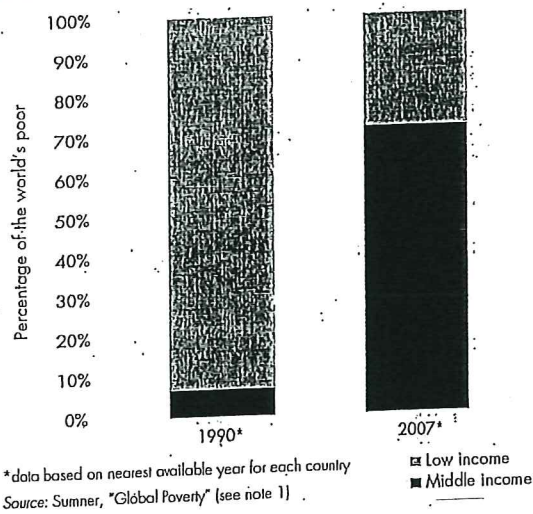 Percentage of the world's poor
100%
90%
80%
70%
60%
50%
40%
30%
20%
10%
0%
1990*
2007*
*data based on nearest available year for each country
Source: Sumner, "Global Poverty" (see note 1)
Low income
Middle income